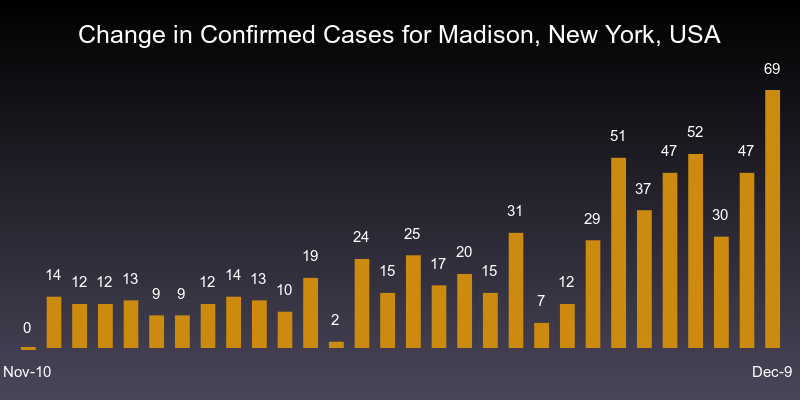 Change in Confirmed Cases for Madison, New York, USA
0 14 12 12 13 9 9 12 14 13 10 19 2 24 15 25 17 20 15 31 7 12 29 51 37 47 52 30 47 69
Nov-10 Dec-9